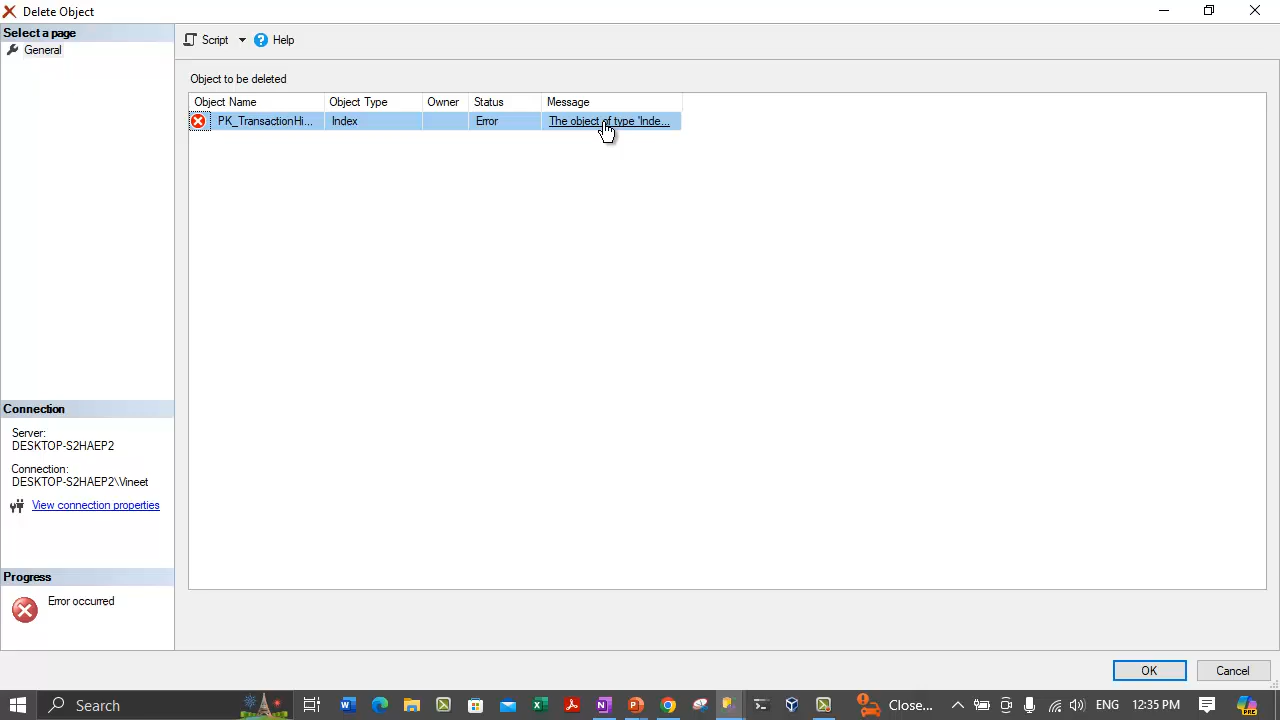 Delete Object
Select a page
General
Script
Help
Object to be deleted
Object Name Object Type Owner Status Message
PK_TransactionHi... Index Error The object of type 'Inde...
Connection
Server:
DESKTOP-S2HAEP2
Connection:
DESKTOP-S2HAEP2\Vineet
View connection properties
Progress
Error occurred
OK
Cancel
Search
Close...
ENG
12:35 PM
PRE